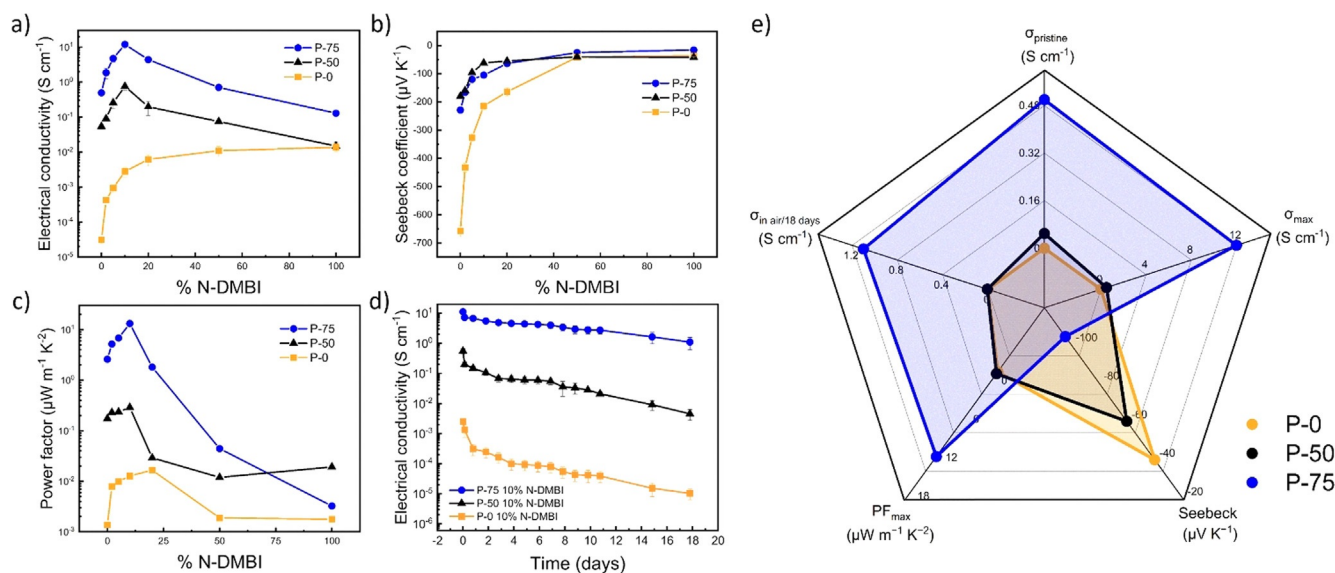 a)
Electrical conductivity (S cm⁻¹)
10¹
10⁰
10⁻¹
10⁻²
10⁻³
10⁻⁴
10⁻⁵
P-75
P-50
P-0
0 20 40 60 80 100
% N-DMBI
b)
Seebeck coefficient (µV K⁻¹)
0
-100
-200
-300
-400
-500
-600
-700
P-75
P-50
P-0
0 20 40 60 80 100
% N-DMBI
c)
Power factor (µW m⁻¹ K⁻²)
10¹
10⁰
10⁻¹
10⁻²
10⁻³
P-75
P-50
P-0
0 25 50 75 100
% N-DMBI
d)
Electrical conductivity (S cm⁻¹)
10¹
10⁰
10⁻¹
10⁻²
10⁻³
10⁻⁴
10⁻⁵
10⁻⁶
P-75 10% N-DMBI
P-50 10% N-DMBI
P-0 10% N-DMBI
-2 0 2 4 6 8 10 12 14 16 18 20
Time (days)
e)
σpristine
(S cm⁻¹)
0.48
0.32
0.16
0
σmax
(S cm⁻¹)
12
8
4
0
σin air/18 days
(S cm⁻¹)
1.2
0.8
0.4
0
-100
-80
-60
-40
-20
Seebeck
(µV K⁻¹)
0
6
12
18
PFmax
(µW m⁻¹ K⁻²)
P-0
P-50
P-75